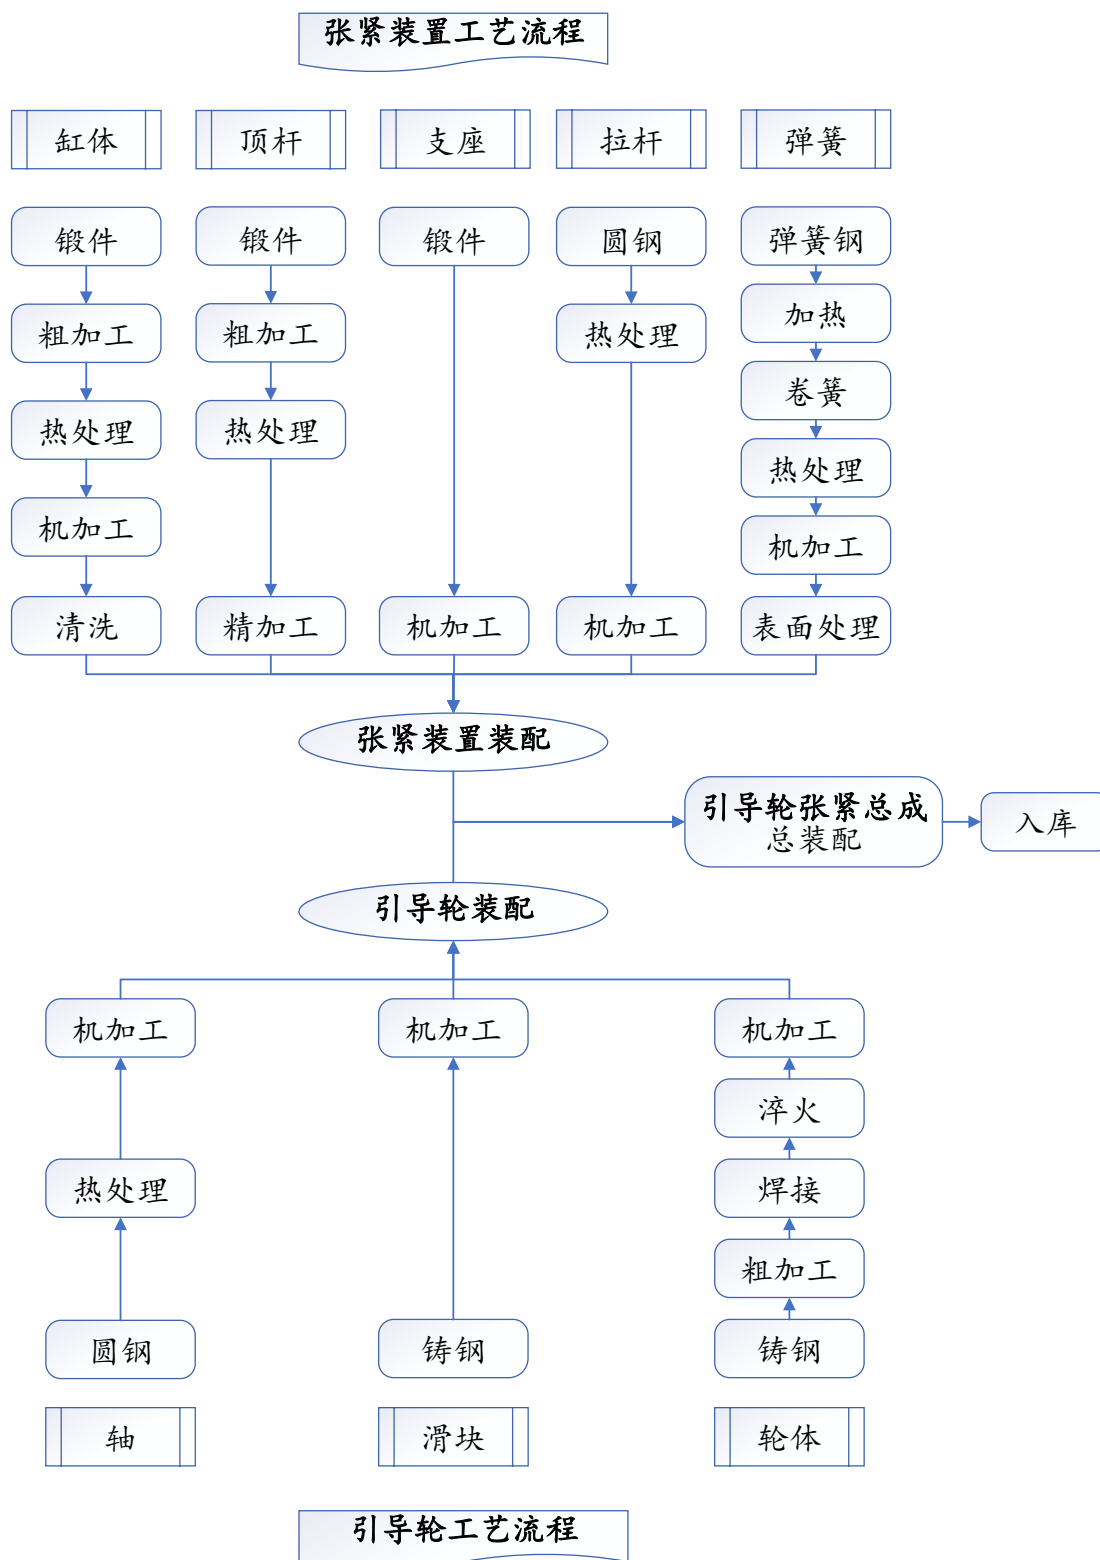 张紧装置工艺流程
缸体 顶杆 支座 拉杆 弹簧
锻件 锻件 锻件 圆钢 弹簧钢
粗加工 粗加工 热处理 加热
卷簧
热处理 热处理 热处理
机加工 机加工
清洗 精加工 机加工 机加工 表面处理
张紧装置装配
引导轮张紧总成
总装配
入库
引导轮装配
机加工 机加工 机加工
淬火
热处理 焊接
粗加工
圆钢 铸钢 铸钢
轴 滑块 轮体
引导轮工艺流程